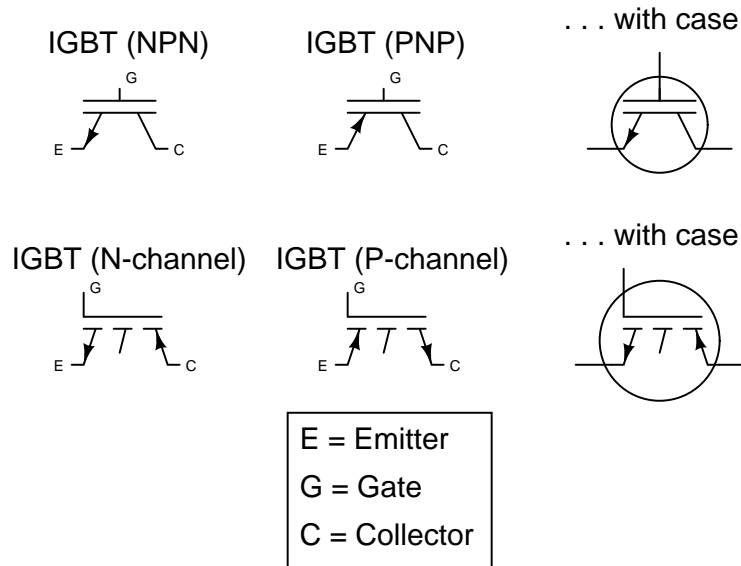 IGBT (NPN)
IGBT (PNP)
. . . with case
G
G
E
C
E
C
IGBT (N-channel)
IGBT (P-channel)
. . . with case
G
G
E
C
E
C
E = Emitter
G = Gate
C = Collector